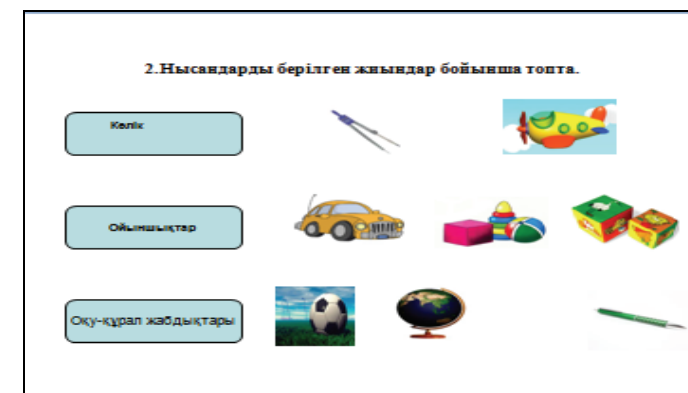 2.Нысандарды берілген жиындар бойынша топта.
Көлік
Ойыншықтар
Оқу-құрал жабдықтары